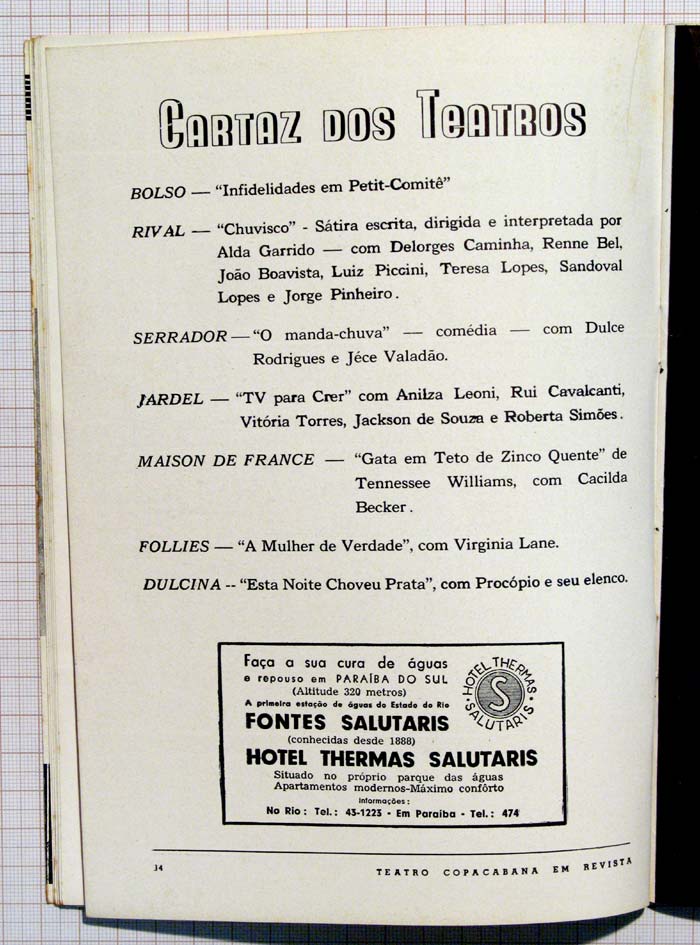 CARTAZ DOS TEATROS
BOLSO — "Infidelidades em Petit-Comitê"
RIVAL — "Chuvisco" - Sátira escrita, dirigida e interpretada por
Alda Garrido — com Delorges Caminha, Renne Bel,
João Boavista, Luiz Piccini, Teresa Lopes, Sandoval
Lopes e Jorge Pinheiro.
SERRADOR — "O manda-chuva" — comédia — com Dulce
Rodrigues e Jéce Valadão.
JARDEL — "TV para Crer" com Anilza Leoni, Rui Cavalcanti,
Vitória Torres, Jackson de Souza e Roberta Simões.
MAISON DE FRANCE — "Gata em Teto de Zinco Quente" de
Tennessee Williams, com Cacilda
Becker.
FOLLIES — "A Mulher de Verdade", com Virginia Lane.
DULCINA -- "Esta Noite Choveu Prata", com Procópio e seu elenco.
Faça a sua cura de águas
e repouso em PARAÍBA DO SUL
(Altitude 320 metros)
A primeira estação de águas do Estado do Rio
FONTES SALUTARIS
(conhecidas desde 1888)
HOTEL THERMAS SALUTARIS
Situado no próprio parque das águas
Apartamentos modernos-Máximo confôrto
Informações:
No Rio: Tel.: 43-1223 - Em Paraíba - Tel.: 474
HOTEL THERMAS
S
SALUTARIS
14
TEATRO COPACABANA EM REVISTA